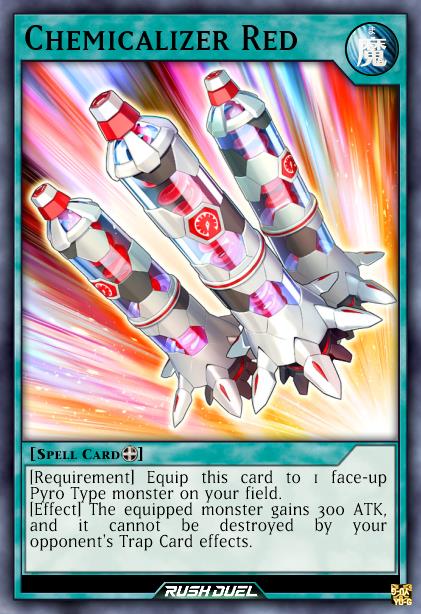 Chemicalizer Red
ま
魔
[Spell Card]
[Requirement] Equip this card to 1 face-up
Pyro Type monster on your field.
[Effect] The equipped monster gains 300 ATK,
and it cannot be destroyed by your
opponent's Trap Card effects.
RUSH DUEL